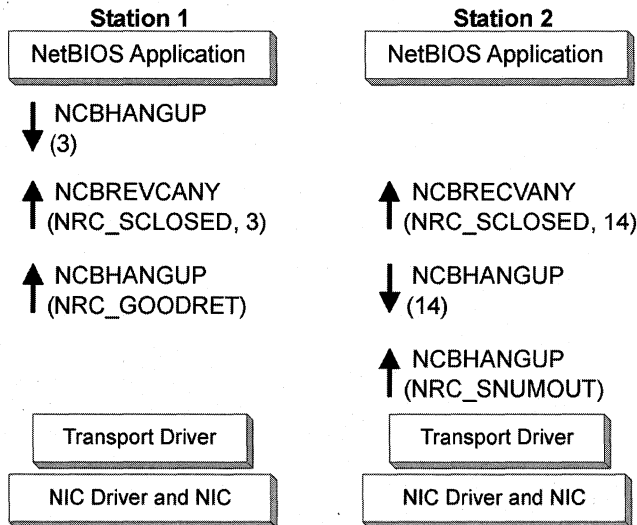 Station 1
NetBIOS Application
NCBHANGUP
(3)
NCBREVCANY
(NRC_SCLOSED, 3)
NCBHANGUP
(NRC_GOODRET)
Transport Driver
NIC Driver and NIC
Station 2
NetBIOS Application
NCBRECVANY
(NRC_SCLOSED, 14)
NCBHANGUP
(14)
NCBHANGUP
(NRC_SNUMOUT)
Transport Driver
NIC Driver and NIC